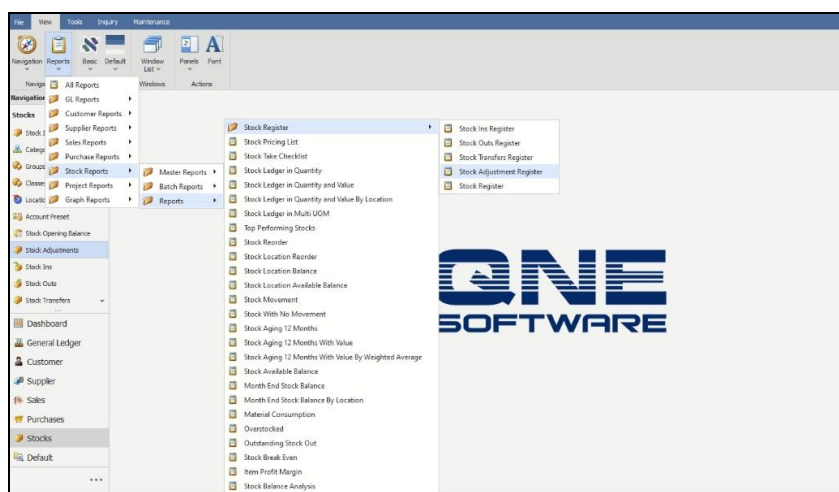 File View Tools Inquiry Maintenance
Navigation Reports Basic Default Window List Panels Font
Windows Actions
All Reports
GL Reports
Customer Reports
Supplier Reports
Sales Reports
Purchase Reports
Stock Reports
Project Reports
Graph Reports
Master Reports
Batch Reports
Reports
Stock Register
Stock Pricing List
Stock Take Checklist
Stock Ledger in Quantity
Stock Ledger in Quantity and Value
Stock Ledger in Quantity and Value By Location
Stock Ledger in Multi UOM
Top Performing Stocks
Stock Reorder
Stock Location Reorder
Stock Location Balance
Stock Location Available Balance
Stock Movement
Stock With No Movement
Stock Aging 12 Months
Stock Aging 12 Months With Value
Stock Aging 12 Months With Value By Weighted Average
Stock Available Balance
Month End Stock Balance
Month End Stock Balance By Location
Material Consumption
Overstocked
Outstanding Stock Out
Stock Break Even
Item Profit Margin
Stock Balance Analysis
Stock Ins Register
Stock Outs Register
Stock Transfers Register
Stock Adjustment Register
Stock Register
Stocks
Groups
Account Preset
Stock Opening Balance
Stock Adjustments
Stock Ins
Stock Outs
Stock Transfers
Dashboard
General Ledger
Customer
Supplier
Sales
Purchases
Stocks
Default
QNE
SOFTWARE